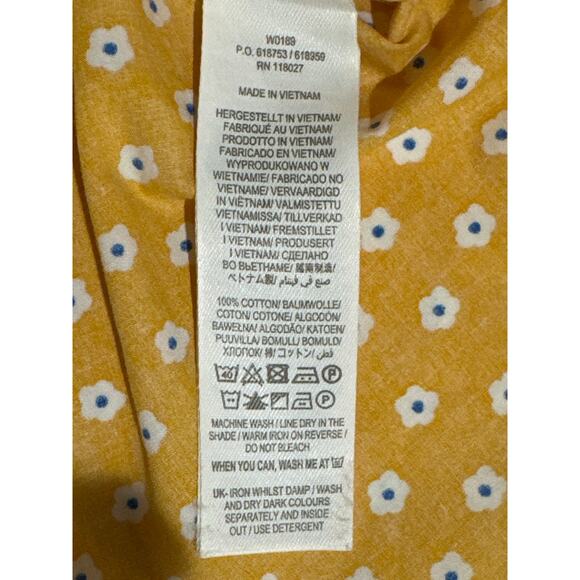 W0189
P.O. 618753 / 618959
RN 118027
MADE IN VIETNAM
HERGESTELLT IN VIETNAM/
FABRIQUÉ AU VIETNAM/
PRODOTTO IN VIETNAM/
FABRICADO EN VIETNAM/
WYPRODUKOWANO W
WIETNAMIE/ FABRICADO NO
VIETNAME/ VERVAARDIGD
IN VIËTNAM/ VALMISTETTU
VIETNAMISSA/ TILLVERKAD
I VIETNAM/ FREMSTILLET
I VIETNAM/ PRODUSERT
I VIETNAM/ СДЕЛАНО
ВО ВЬЕТНАМЕ/ 越南製造/
ベトナム製/ صنع في فيتنام
100% COTTON/ BAUMWOLLE/
COTON/ COTONE/ ALGODÓN/
BAWEŁNA/ ALGODÃO/ KATOEN/
PUUVILLA/ BOMULL/ BOMULD/
ХЛОПОК/ 棉/ コットン/ قطن
40 P
P
MACHINE WASH / LINE DRY IN THE
SHADE / WARM IRON ON REVERSE /
DO NOT BLEACH
WHEN YOU CAN, WASH ME AT 30
UK- IRON WHILST DAMP / WASH
AND DRY DARK COLOURS
SEPARATELY AND INSIDE
OUT / USE DETERGENT